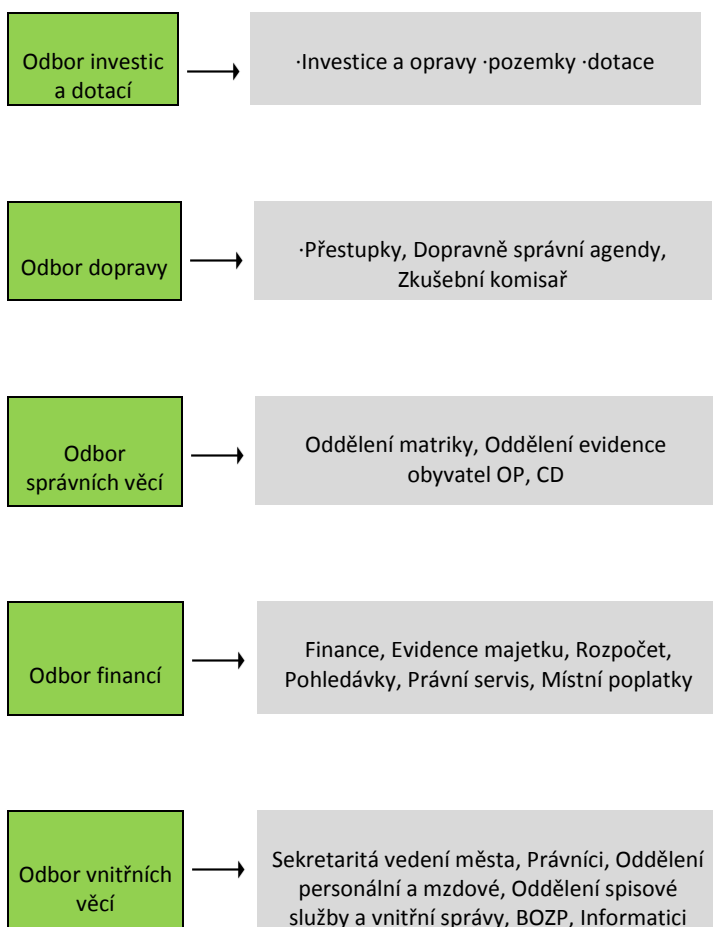 Odbor investic
a dotací
·Investice a opravy ·pozemky ·dotace
Odbor dopravy
·Přestupky, Dopravně správní agendy,
Zkušební komisař
Odbor
správních věcí
Oddělení matriky, Oddělení evidence
obyvatel OP, CD
Odbor financí
Finance, Evidence majetku, Rozpočet,
Pohledávky, Právní servis, Místní poplatky
Odbor vnitřních
věcí
Sekretaritá vedení města, Právníci, Oddělení
personální a mzdové, Oddělení spisové
služby a vnitřní správy, BOZP, Informatici